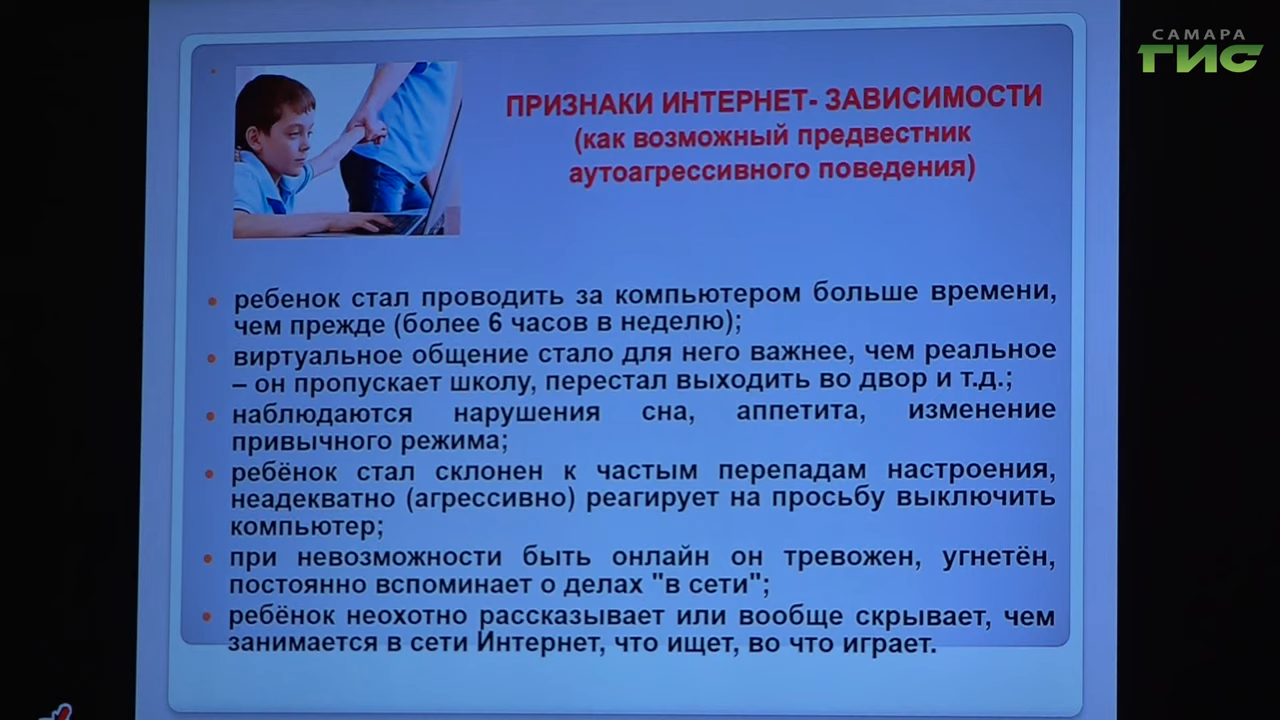 САМАРА
ГИС
ПРИЗНАКИ ИНТЕРНЕТ- ЗАВИСИМОСТИ
(как возможный предвестник
аутоагрессивного поведения)
• ребенок стал проводить за компьютером больше времени,
чем прежде (более 6 часов в неделю);
• виртуальное общение стало для него важнее, чем реальное
– он пропускает школу, перестал выходить во двор и т.д.;
• наблюдаются нарушения сна, аппетита, изменение
привычного режима;
• ребёнок стал склонен к частым перепадам настроения,
неадекватно (агрессивно) реагирует на просьбу выключить
компьютер;
• при невозможности быть онлайн он тревожен, угнетён,
постоянно вспоминает о делах "в сети";
• ребёнок неохотно рассказывает или вообще скрывает, чем
занимается в сети Интернет, что ищет, во что играет.